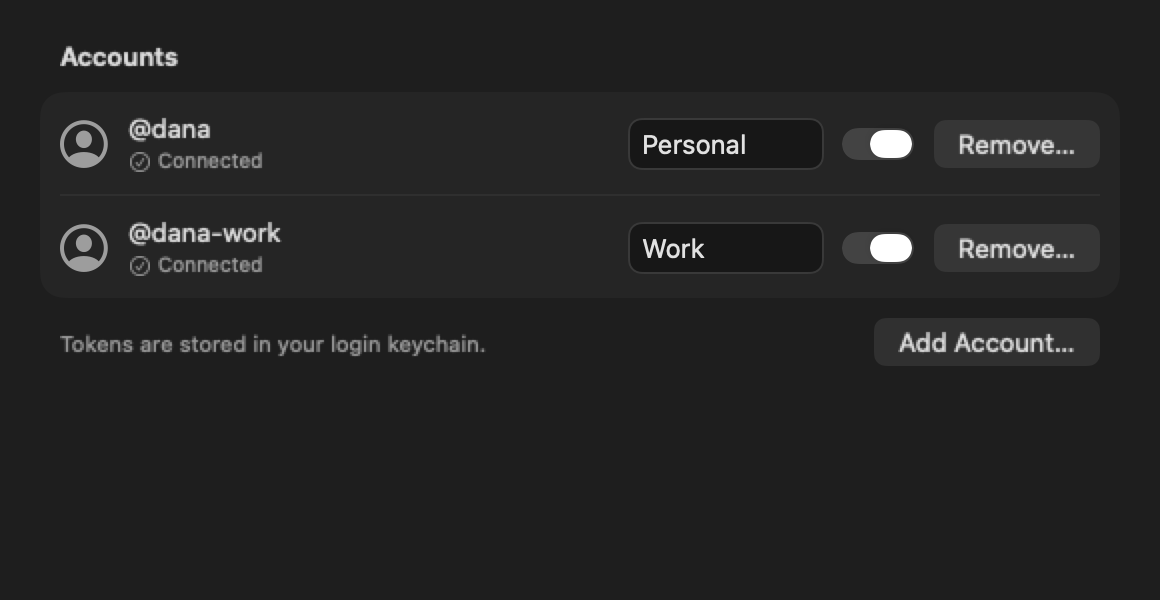 Accounts
@dana
Connected
Personal
Remove...
@dana-work
Connected
Work
Remove...
Tokens are stored in your login keychain.
Add Account...